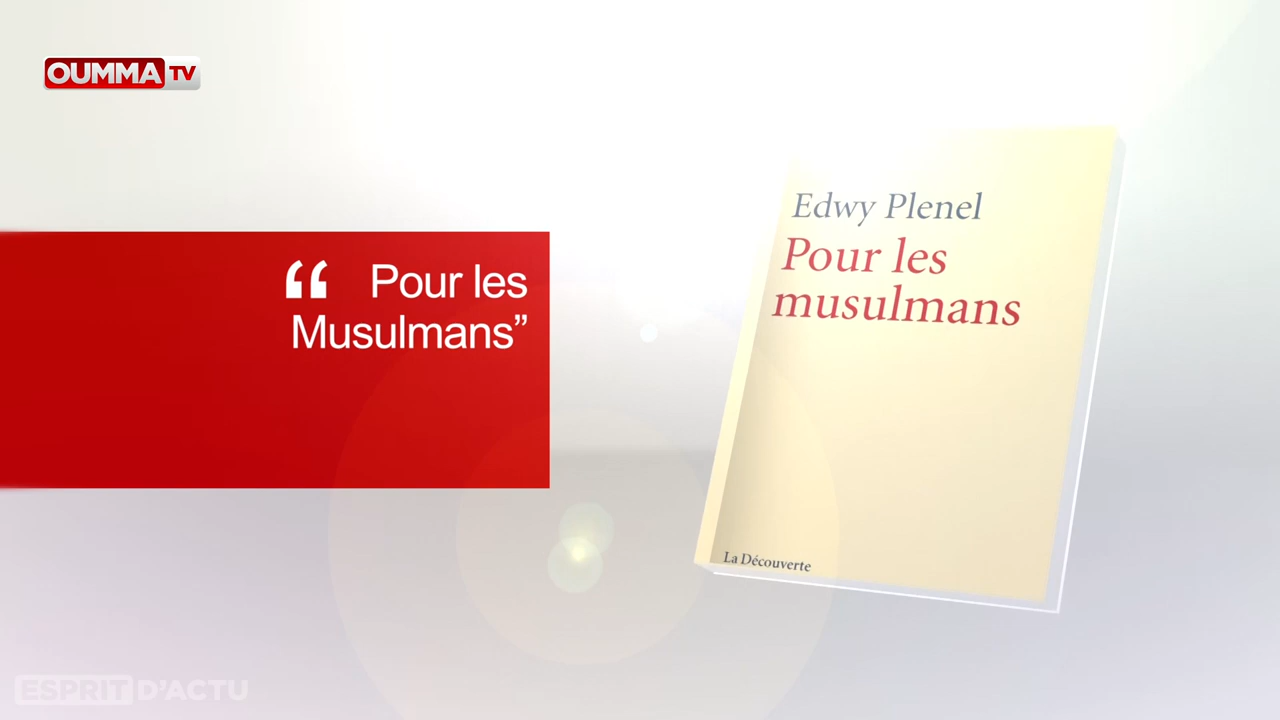 OUMMA TV
“ Pour les
Musulmans”
Edwy Plenel
Pour les
musulmans
La Découverte
ESPRIT D’ACTU